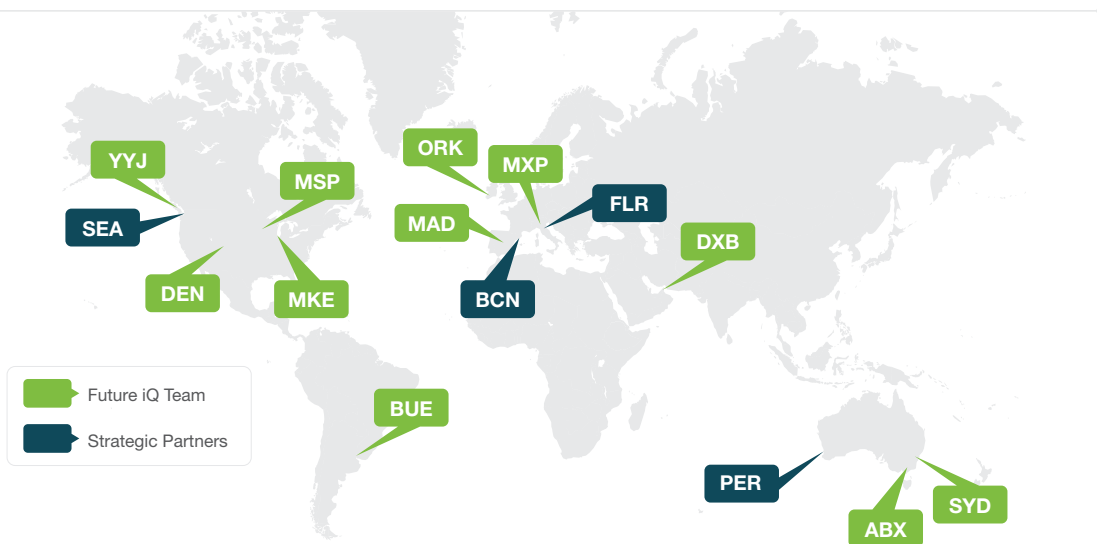 YYJ
ORK
MXP
MSP
FLR
SEA
MAD
DXB
DEN
MKE
BCN
Future iQ Team
BUE
Strategic Partners
PER
SYD
ABX